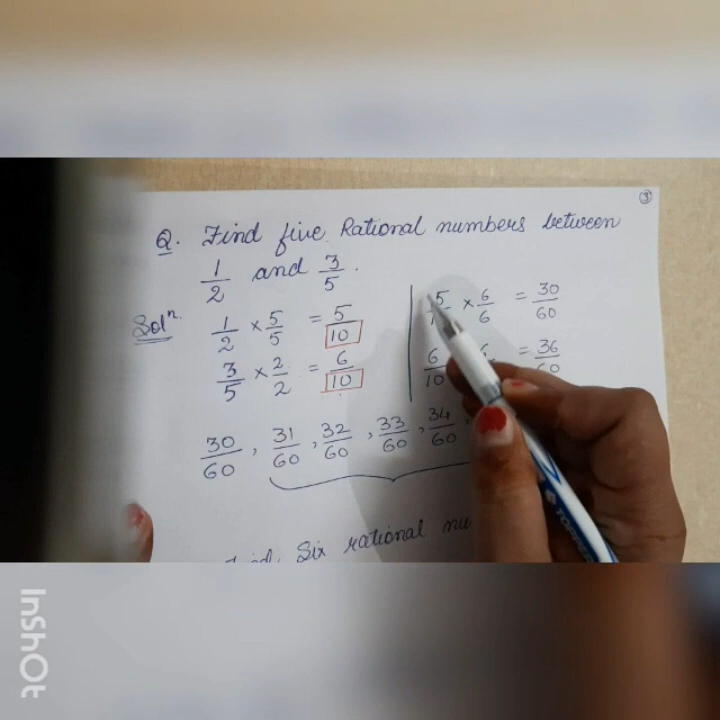 ③
Q. Find five Rational numbers between
1/2 and 3/5.
Solⁿ.
1/2 × 5/5 = 5/10
3/5 × 2/2 = 6/10
5/ × 6/6 = 30/60
6/10 = 36/60
30/60, 31/60, 32/60, 33/60, 34/60,
Six rational
InShOt